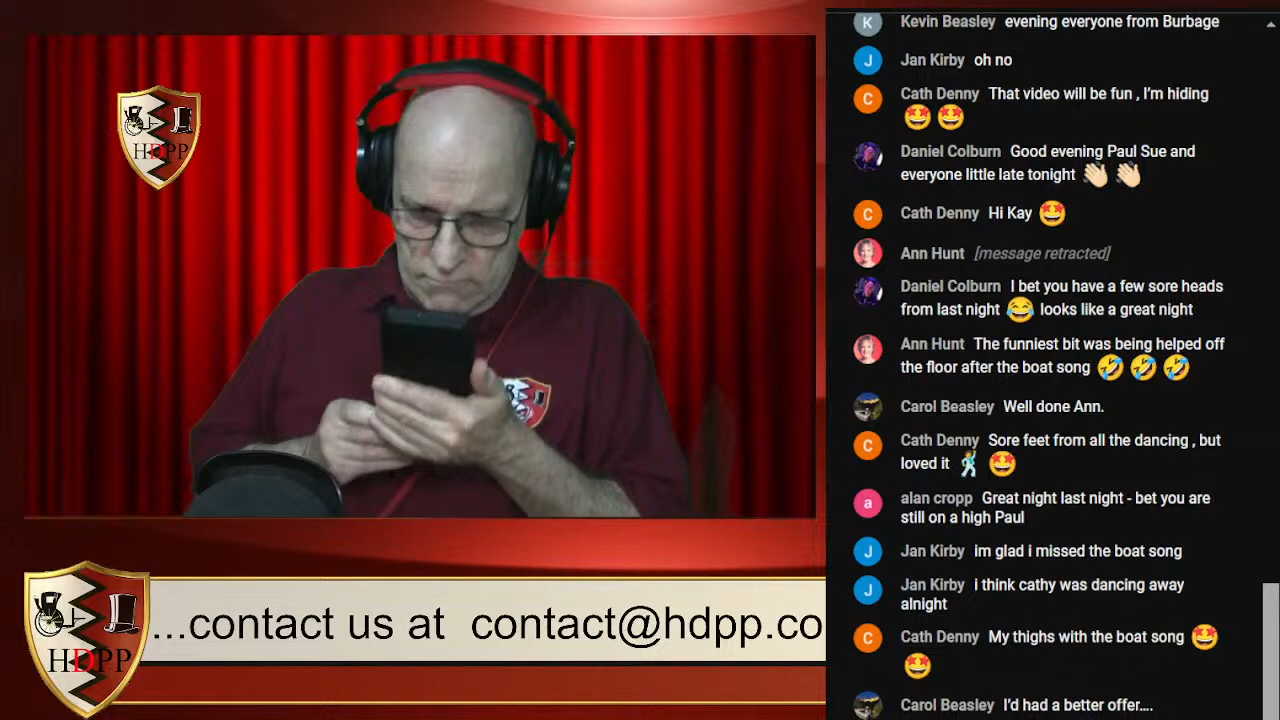 HDPP
Kevin Beasley evening everyone from Burbage
Jan Kirby oh no
Cath Denny That video will be fun , I'm hiding
🤩🤩
Daniel Colburn Good evening Paul Sue and
everyone little late tonight 👋🏻👋🏻
Cath Denny Hi Kay 🤩
Ann Hunt [message retracted]
Daniel Colburn I bet you have a few sore heads
from last night 😂 looks like a great night
Ann Hunt The funniest bit was being helped off
the floor after the boat song 🤣🤣🤣
Carol Beasley Well done Ann.
Cath Denny Sore feet from all the dancing , but
loved it 🕺🤩
alan cropp Great night last night - bet you are
still on a high Paul
Jan Kirby im glad i missed the boat song
Jan Kirby i think cathy was dancing away
alnight
Cath Denny My thighs with the boat song 🤩
🤩
Carol Beasley I'd had a better offer....
HDPP
...contact us at contact@hdpp.co